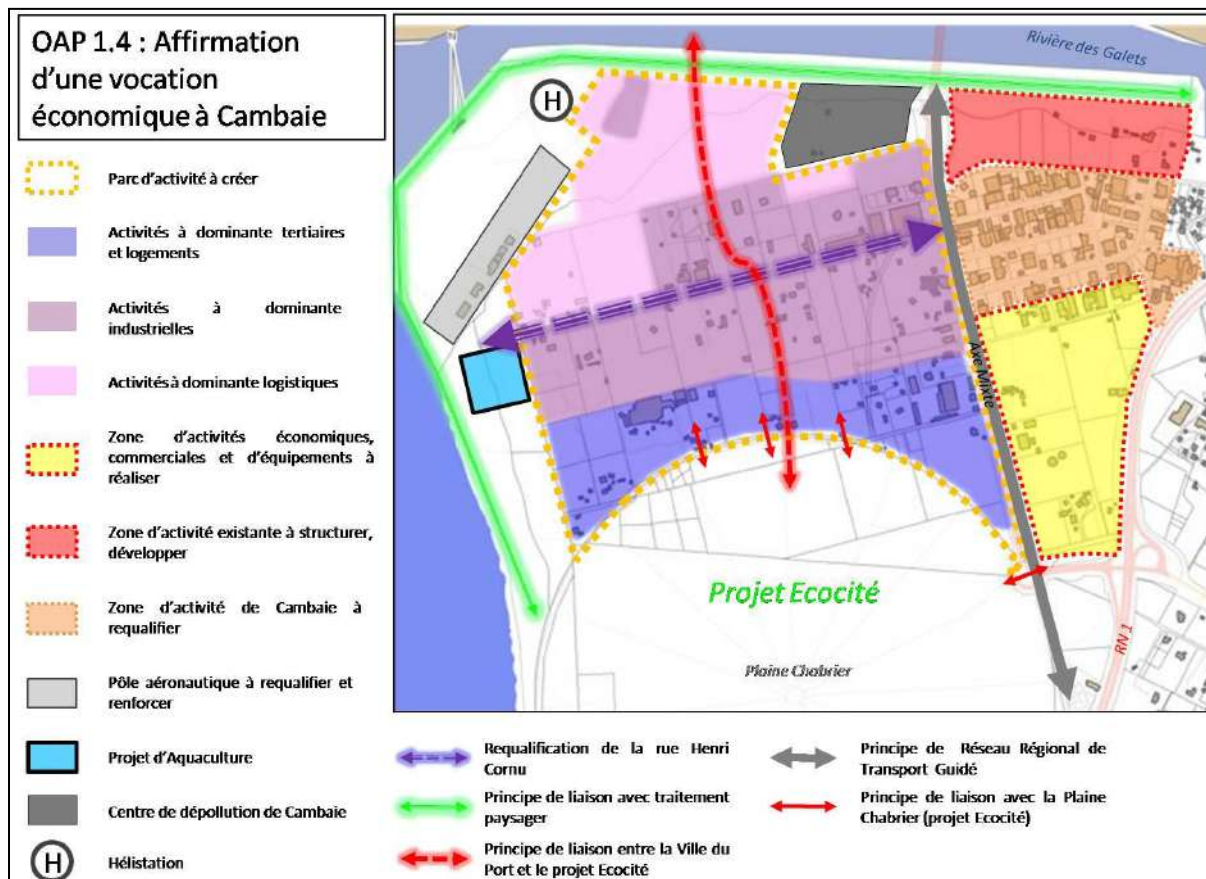 OAP 1.4 : Affirmation
d'une vocation
économique à Cambaie
Parc d'activité à créer
Activités à dominante tertiaires
et logements
Activités à dominante
industrielles
Activités à dominante logistiques
Zone d'activités économiques,
commerciales et d'équipements à
réaliser
Zone d'activité existante à structurer,
développer
Zone d'activité de Cambaie à
requalifier
Pôle aéronautique à requalifier et
renforcer
Projet d'Aquaculture
Centre de dépollution de Cambaie
H
Hélistation
Rivière des Galets
H
Axe Mixte
Projet Ecocité
Plaine Chabrier
RN 1
Requalification de la rue Henri
Cornu
Principe de liaison avec traitement
paysager
Principe de liaison entre la Ville du
Port et le projet Ecocité
Principe de Réseau Régional de
Transport Guidé
Principe de liaison avec la Plaine
Chabrier (projet Ecocité)